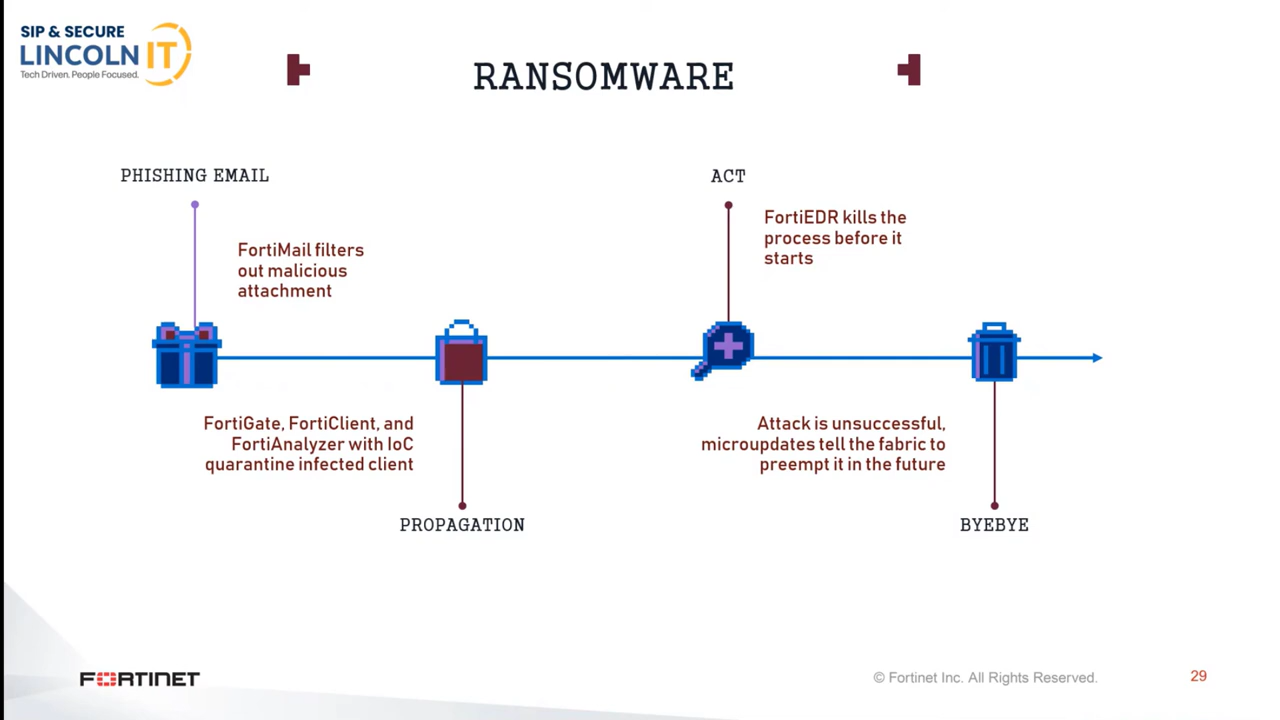 SIP & SECURE
LINCOLN IT
Tech Driven. People Focused.
RANSOMWARE
PHISHING EMAIL
FortiMail filters
out malicious
attachment
ACT
FortiEDR kills the
process before it
starts
FortiGate, FortiClient, and
FortiAnalyzer with IoC
quarantine infected client
PROPAGATION
Attack is unsuccessful,
microupdates tell the fabric to
preempt it in the future
BYEBYE
FORTINET
© Fortinet Inc. All Rights Reserved.
29